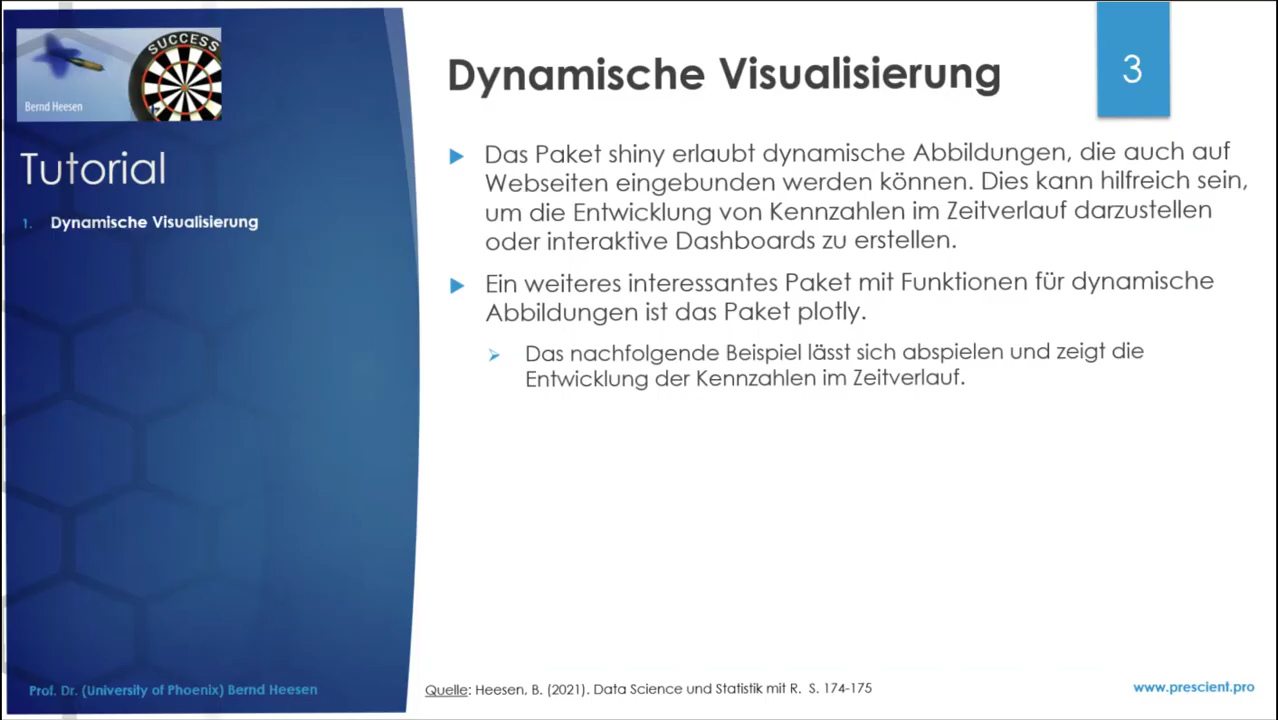 SUCCESS
Bernd Heesen
Tutorial
1. Dynamische Visualisierung
Prof. Dr. (University of Phoenix) Bernd Heesen
Dynamische Visualisierung
3
Das Paket shiny erlaubt dynamische Abbildungen, die auch auf
Webseiten eingebunden werden können. Dies kann hilfreich sein,
um die Entwicklung von Kennzahlen im Zeitverlauf darzustellen
oder interaktive Dashboards zu erstellen.
Ein weiteres interessantes Paket mit Funktionen für dynamische
Abbildungen ist das Paket plotly.
Das nachfolgende Beispiel lässt sich abspielen und zeigt die
Entwicklung der Kennzahlen im Zeitverlauf.
Quelle: Heesen, B. (2021). Data Science und Statistik mit R. S. 174-175
www.prescient.pro